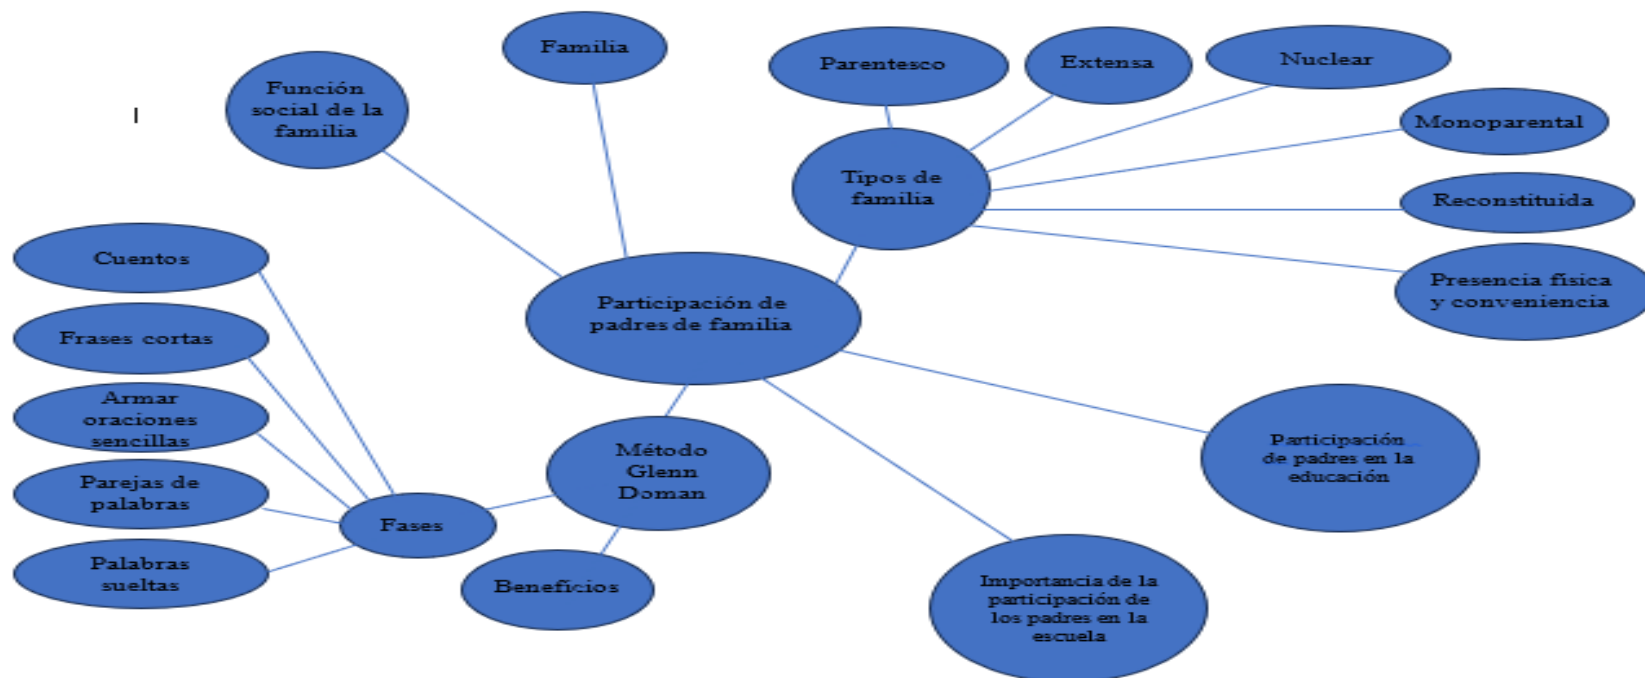 Familia
Función
social de la
familia
Parentesco
Extensa
Nuclear
Monoparental
Tipos de
familia
Reconstituida
Presencia física
y conveniencia
Cuentos
Frases cortas
Armar
oraciones
sencillas
Parejas de
palabras
Palabras
sueltas
Participación de
padres de familia
Método
Glenn
Doman
Fases
Beneficios
Participación
de padres en la
educación
Importancia de la
participación de
los padres en la
escuela